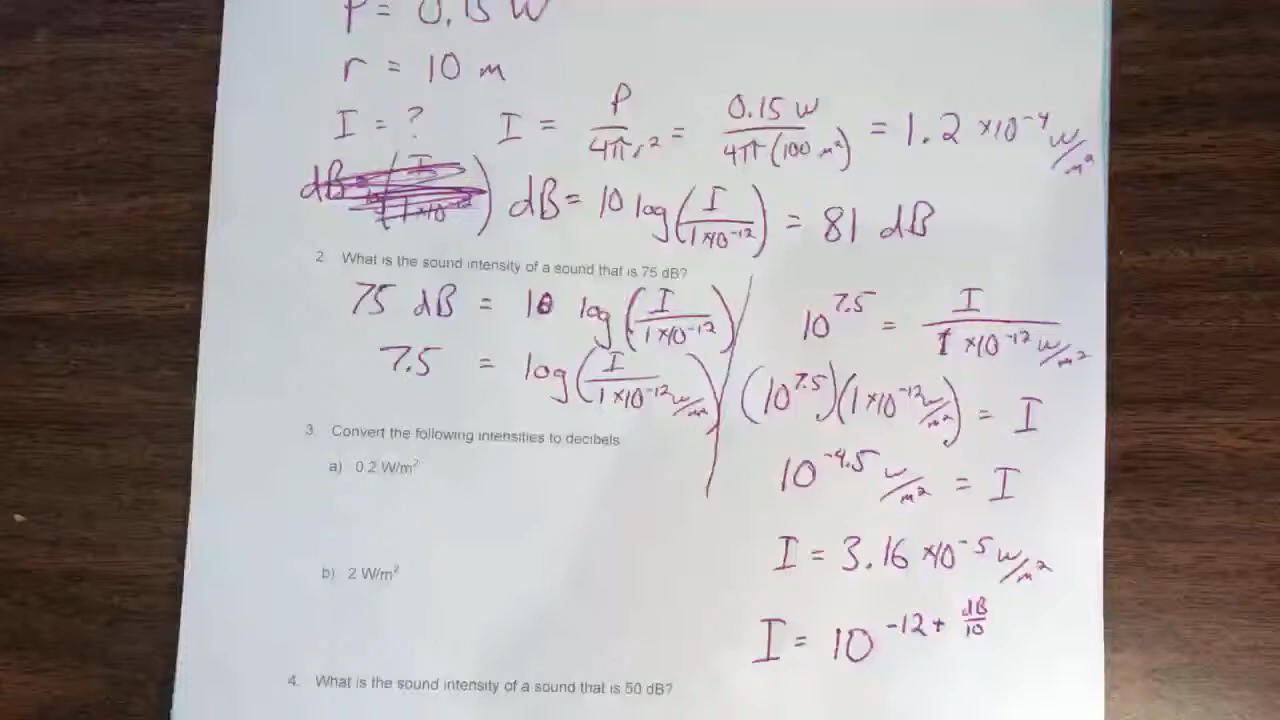 P = 0.15 W
r = 10 m
I = ? I = P/4πr² = 0.15 W/4π(100 m²) = 1.2 ×10⁻⁴ W/m²
dB = 10 log(I/1×10⁻¹²) = 81 dB
2. What is the sound intensity of a sound that is 75 dB?
75 dB = 10 log(I/1×10⁻¹²)
7.5 = log(I/1×10⁻¹² W/m²)
10^7.5 = I/1 ×10⁻¹² W/m²
(10^7.5)(1×10⁻¹² W/m²) = I
10^-4.5 W/m² = I
I = 3.16 ×10⁻⁵ W/m²
I = 10^(-12 + dB/10)
3. Convert the following intensities to decibels
a) 0.2 W/m²
b) 2 W/m²
4. What is the sound intensity of a sound that is 50 dB?